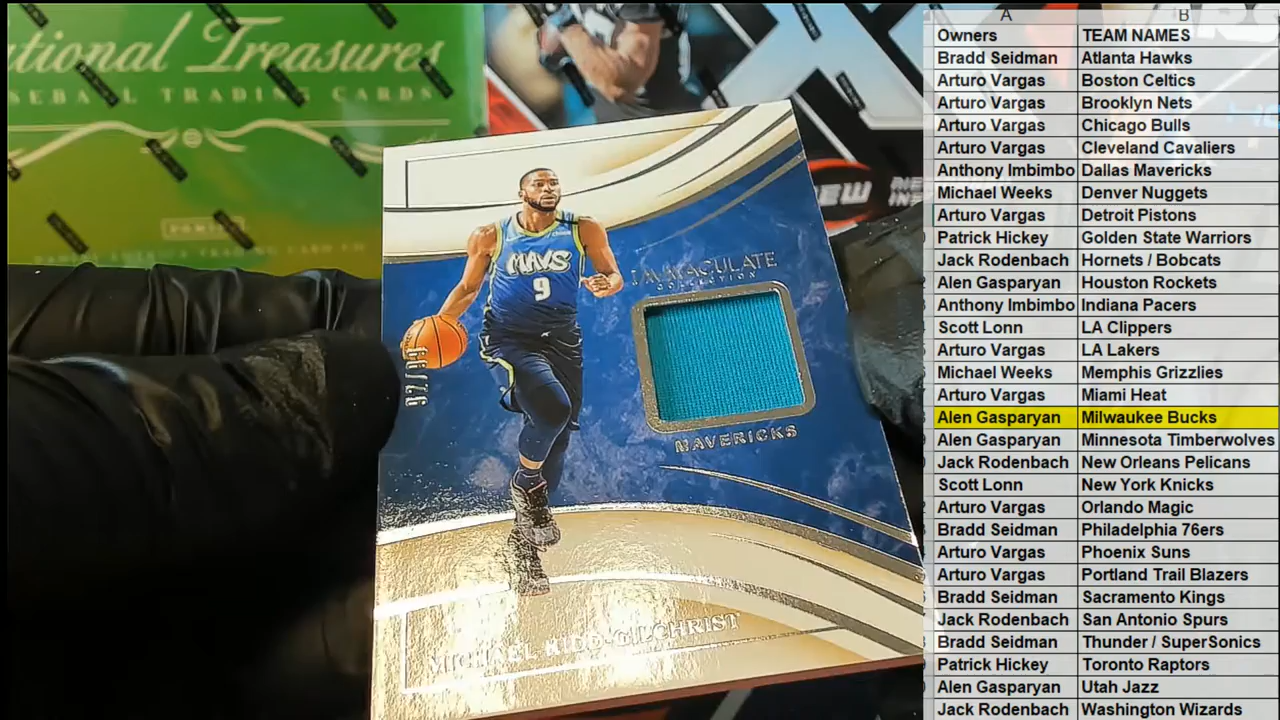 ational Treasures
SEBALL TRADING CARDS
PANINI
MAVS
9
IMMACULATE
COLLECTION
MAVERICKS
MICHAEL KIDD-GILCHRIST
A B
Owners TEAM NAMES
Bradd Seidman Atlanta Hawks
Arturo Vargas Boston Celtics
Arturo Vargas Brooklyn Nets
Arturo Vargas Chicago Bulls
Arturo Vargas Cleveland Cavaliers
Anthony Imbimbo Dallas Mavericks
Michael Weeks Denver Nuggets
Arturo Vargas Detroit Pistons
Patrick Hickey Golden State Warriors
Jack Rodenbach Hornets / Bobcats
Alen Gasparyan Houston Rockets
Anthony Imbimbo Indiana Pacers
Scott Lonn LA Clippers
Arturo Vargas LA Lakers
Michael Weeks Memphis Grizzlies
Arturo Vargas Miami Heat
Alen Gasparyan Milwaukee Bucks
Alen Gasparyan Minnesota Timberwolves
Jack Rodenbach New Orleans Pelicans
Scott Lonn New York Knicks
Arturo Vargas Orlando Magic
Bradd Seidman Philadelphia 76ers
Arturo Vargas Phoenix Suns
Arturo Vargas Portland Trail Blazers
Bradd Seidman Sacramento Kings
Jack Rodenbach San Antonio Spurs
Bradd Seidman Thunder / SuperSonics
Patrick Hickey Toronto Raptors
Alen Gasparyan Utah Jazz
Jack Rodenbach Washington Wizards